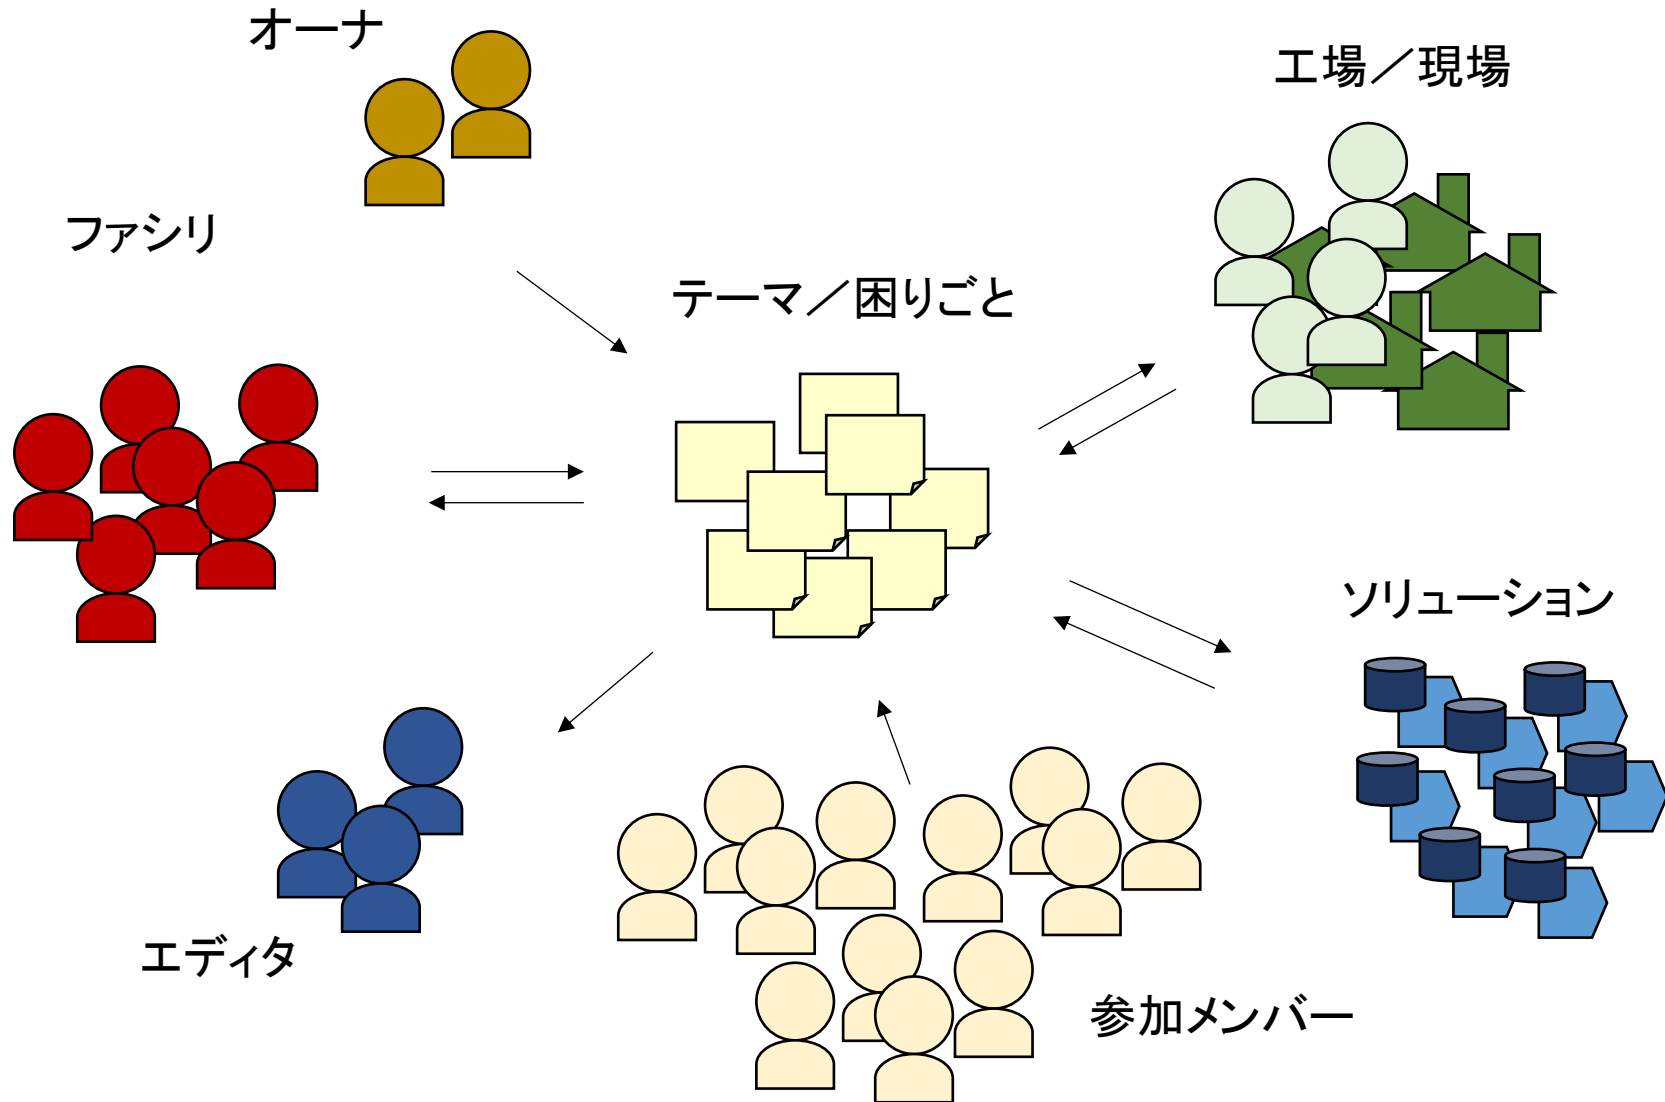 オーナ
工場／現場
ファシリ
テーマ／困りごと
ソリューション
エディタ
参加メンバー